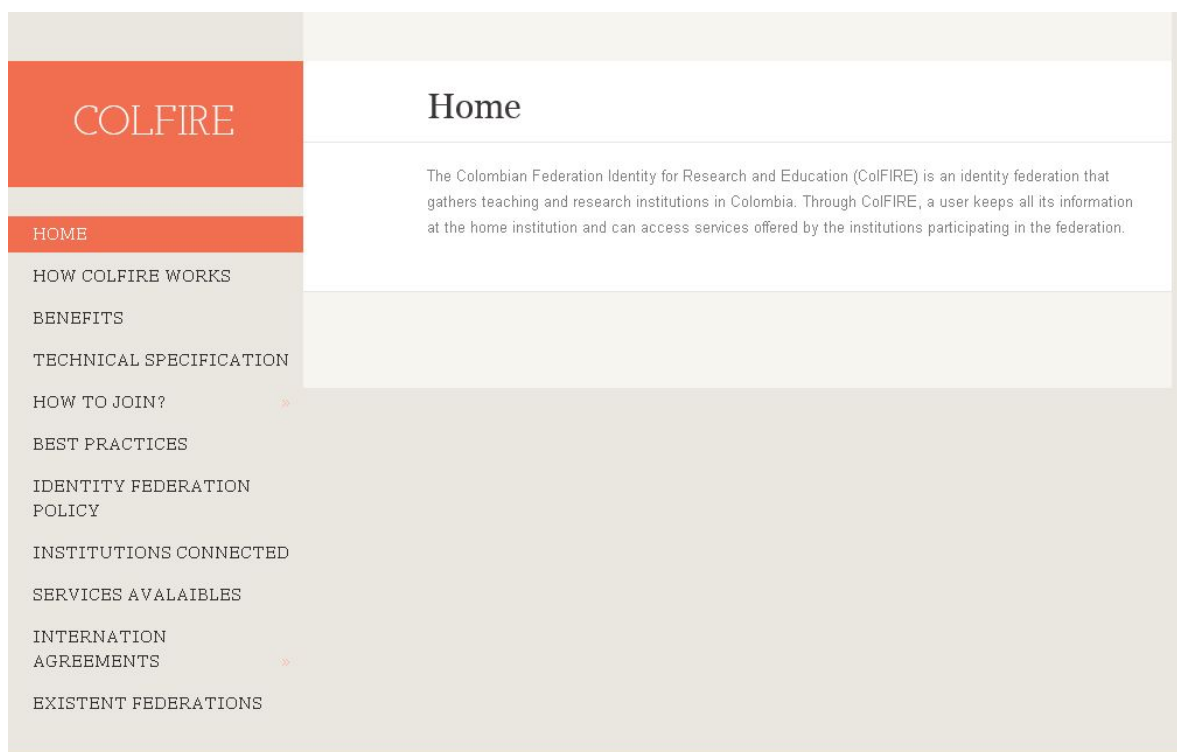 COLFIRE
HOME
HOW COLFIRE WORKS
BENEFITS
TECHNICAL SPECIFICATION
HOW TO JOIN? »
BEST PRACTICES
IDENTITY FEDERATION
POLICY
INSTITUTIONS CONNECTED
SERVICES AVALAIBLES
INTERNATION
AGREEMENTS »
EXISTENT FEDERATIONS
Home
The Colombian Federation Identity for Research and Education (ColFIRE) is an identity federation that
gathers teaching and research institutions in Colombia. Through ColFIRE, a user keeps all its information
at the home institution and can access services offered by the institutions participating in the federation.